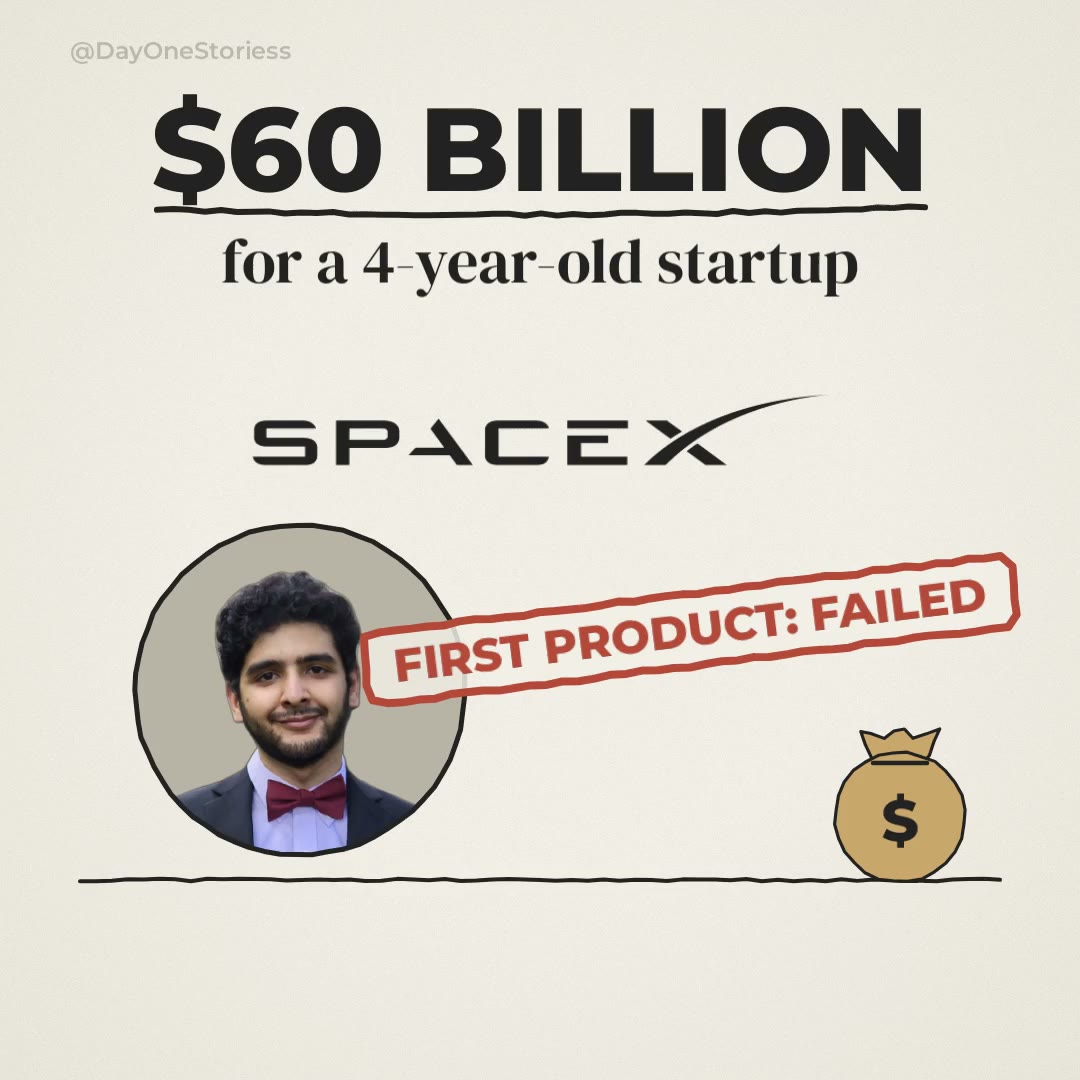 @DayOneStoriess
$60 BILLION
for a 4-year-old startup
SPACEX
FIRST PRODUCT: FAILED
$